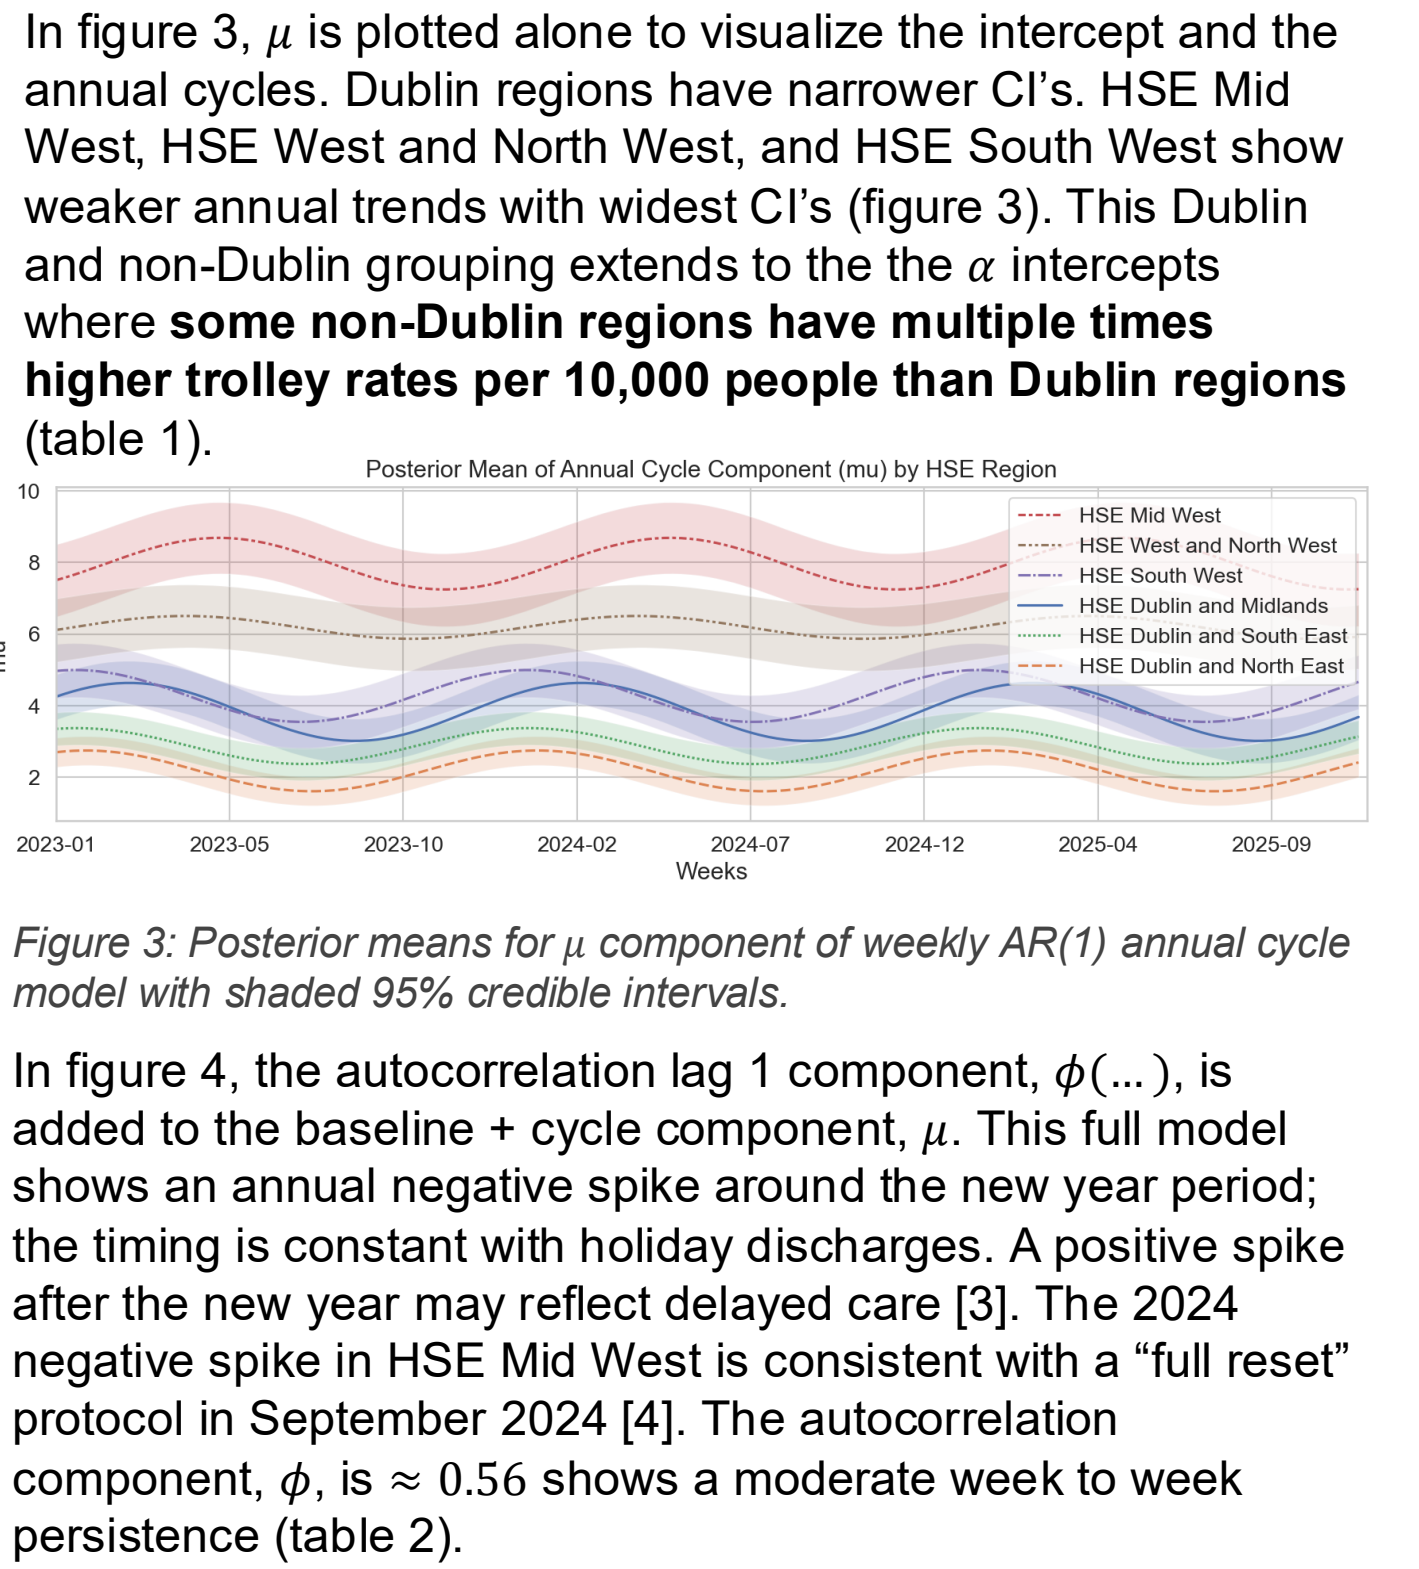 In figure 3, μ is plotted alone to visualize the intercept and the
annual cycles. Dublin regions have narrower CI’s. HSE Mid
West, HSE West and North West, and HSE South West show
weaker annual trends with widest CI’s (figure 3). This Dublin
and non-Dublin grouping extends to the the α intercepts
where some non-Dublin regions have multiple times
higher trolley rates per 10,000 people than Dublin regions
(table 1).
Posterior Mean of Annual Cycle Component (mu) by HSE Region
10
8
6
4
2
HSE Mid West
HSE West and North West
HSE South West
HSE Dublin and Midlands
HSE Dublin and South East
HSE Dublin and North East
2023-01 2023-05 2023-10 2024-02 2024-07 2024-12 2025-04 2025-09
Weeks
Figure 3: Posterior means for μ component of weekly AR(1) annual cycle
model with shaded 95% credible intervals.
In figure 4, the autocorrelation lag 1 component, ϕ(…), is
added to the baseline + cycle component, μ. This full model
shows an annual negative spike around the new year period;
the timing is constant with holiday discharges. A positive spike
after the new year may reflect delayed care [3]. The 2024
negative spike in HSE Mid West is consistent with a “full reset”
protocol in September 2024 [4]. The autocorrelation
component, ϕ, is ≈ 0.56 shows a moderate week to week
persistence (table 2).